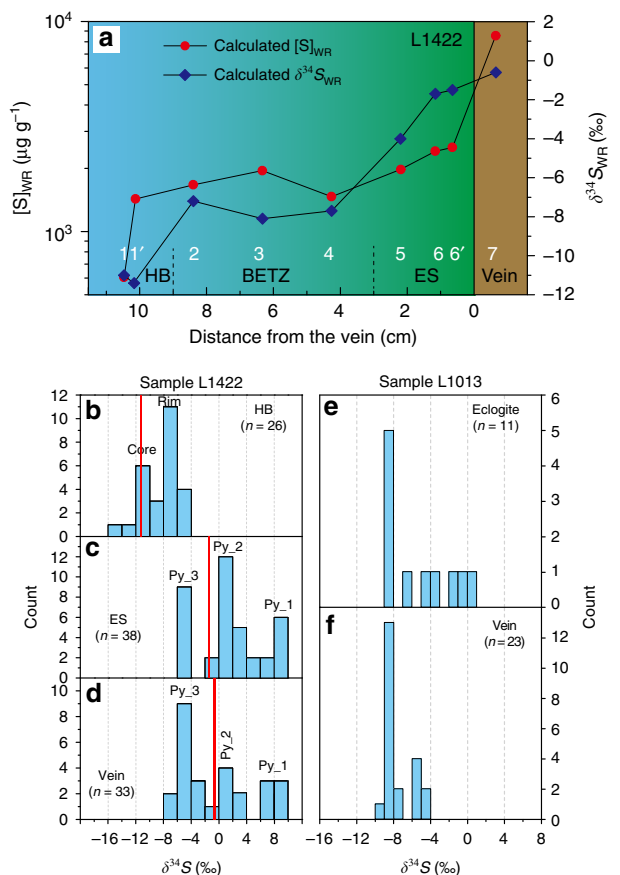 a
L1422
Calculated [S]WR
Calculated δ34SWR
10⁴
10³
[S]WR (μg g⁻¹)
2
0
−2
−4
−6
−8
−10
−12
δ³⁴SWR (‰)
1 1′ 2 3 4 5 6 6′ 7
HB BETZ ES Vein
10 8 6 4 2 0
Distance from the vein (cm)
Sample L1422
Sample L1013
b
HB
(n = 26)
Rim
Core
12
10
8
6
4
2
0
c
ES
(n = 38)
Py_3
Py_2
Py_1
12
10
8
6
4
2
0
d
Vein
(n = 33)
Py_3
Py_2
Py_1
10
8
6
4
2
0
Count
−16 −12 −8 −4 0 4 8
δ³⁴S (‰)
e
Eclogite
(n = 11)
6
5
4
3
2
1
0
f
Vein
(n = 23)
12
10
8
6
4
2
0
Count
−16 −12 −8 −4 0 4 8
δ³⁴S (‰)